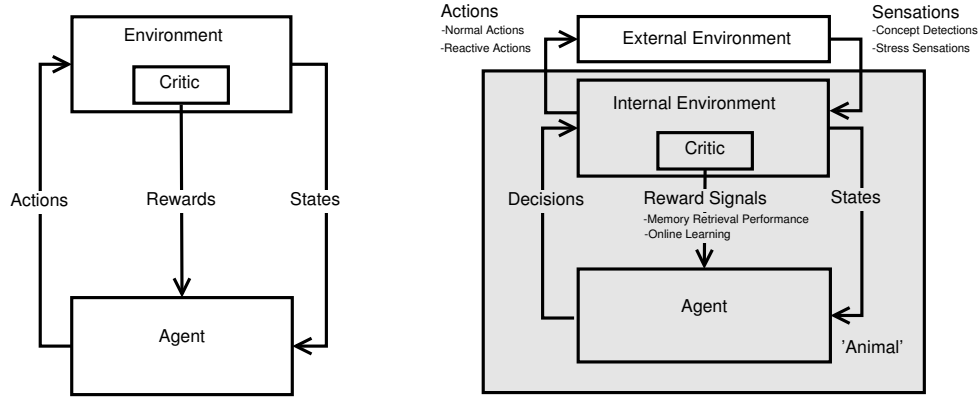 Environment
Critic
Actions
Rewards
States
Agent
Actions
-Normal Actions
-Reactive Actions
External Environment
Sensations
-Concept Detections
-Stress Sensations
Internal Environment
Critic
Decisions
Reward Signals
-Memory Retrieval Performance
-Online Learning
States
Agent
'Animal'